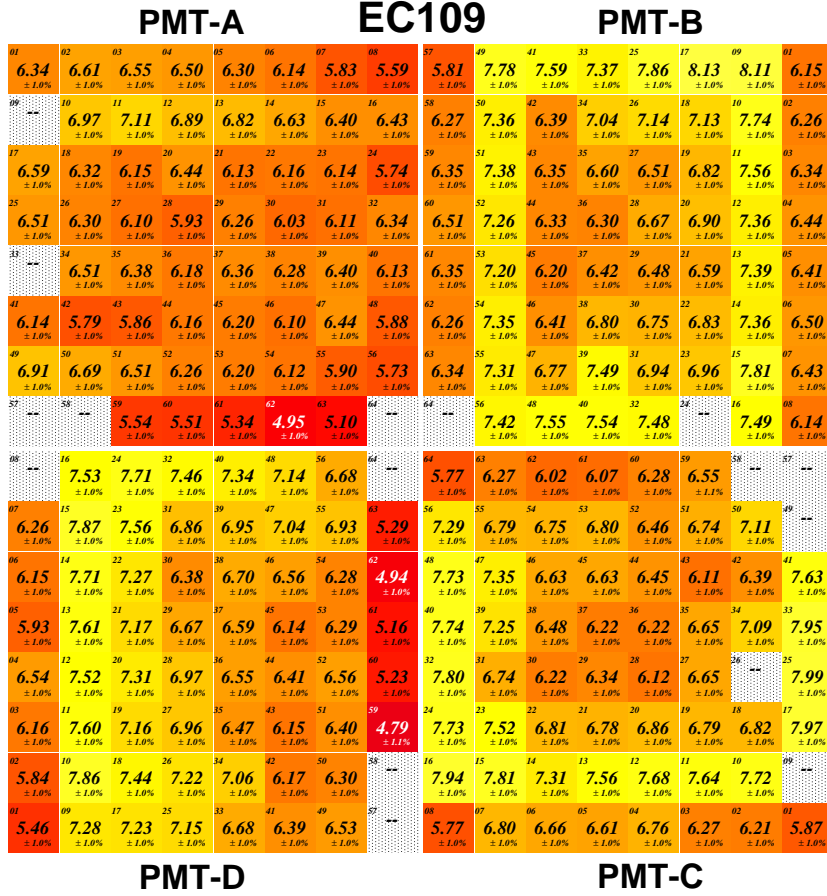 PMT-A EC109 PMT-B
01 02 03 04 05 06 07 08 57 49 41 33 25 17 09 01
6.34 6.61 6.55 6.50 6.30 6.14 5.83 5.59 5.81 7.78 7.59 7.37 7.86 8.13 8.11 6.15
± 1.0% ± 1.0% ± 1.0% ± 1.0% ± 1.0% ± 1.0% ± 1.0% ± 1.0% ± 1.0% ± 1.0% ± 1.0% ± 1.0% ± 1.0% ± 1.0% ± 1.0% ± 1.0%
09 10 11 12 13 14 15 16 58 50 42 34 26 18 10 02
-- 6.97 7.11 6.89 6.82 6.63 6.40 6.43 6.27 7.36 6.39 7.04 7.14 7.13 7.74 6.26
± 1.0% ± 1.0% ± 1.0% ± 1.0% ± 1.0% ± 1.0% ± 1.0% ± 1.0% ± 1.0% ± 1.0% ± 1.0% ± 1.0% ± 1.0% ± 1.0% ± 1.0%
17 18 19 20 21 22 23 24 59 51 43 35 27 19 11 03
6.59 6.32 6.15 6.44 6.13 6.16 6.14 5.74 6.35 7.38 6.35 6.60 6.51 6.82 7.56 6.34
± 1.0% ± 1.0% ± 1.0% ± 1.0% ± 1.0% ± 1.0% ± 1.0% ± 1.0% ± 1.0% ± 1.0% ± 1.0% ± 1.0% ± 1.0% ± 1.0% ± 1.0% ± 1.0%
25 26 27 28 29 30 31 32 60 52 44 36 28 20 12 04
6.51 6.30 6.10 5.93 6.26 6.03 6.11 6.34 6.51 7.26 6.33 6.30 6.67 6.90 7.36 6.44
± 1.0% ± 1.0% ± 1.0% ± 1.0% ± 1.0% ± 1.0% ± 1.0% ± 1.0% ± 1.0% ± 1.0% ± 1.0% ± 1.0% ± 1.0% ± 1.0% ± 1.0% ± 1.0%
33 34 35 36 37 38 39 40 61 53 45 37 29 21 13 05
-- 6.51 6.38 6.18 6.36 6.28 6.40 6.13 6.35 7.20 6.20 6.42 6.48 6.59 7.39 6.41
± 1.0% ± 1.0% ± 1.0% ± 1.0% ± 1.0% ± 1.0% ± 1.0% ± 1.0% ± 1.0% ± 1.0% ± 1.0% ± 1.0% ± 1.0% ± 1.0% ± 1.0%
41 42 43 44 45 46 47 48 62 54 46 38 30 22 14 06
6.14 5.79 5.86 6.16 6.20 6.10 6.44 5.88 6.26 7.35 6.41 6.80 6.75 6.83 7.36 6.50
± 1.0% ± 1.0% ± 1.0% ± 1.0% ± 1.0% ± 1.0% ± 1.0% ± 1.0% ± 1.0% ± 1.0% ± 1.0% ± 1.0% ± 1.0% ± 1.0% ± 1.0% ± 1.0%
49 50 51 52 53 54 55 56 63 55 47 39 31 23 15 07
6.91 6.69 6.51 6.26 6.20 6.12 5.90 5.73 6.34 7.31 6.77 7.49 6.94 6.96 7.81 6.43
± 1.0% ± 1.0% ± 1.0% ± 1.0% ± 1.0% ± 1.0% ± 1.0% ± 1.0% ± 1.0% ± 1.0% ± 1.0% ± 1.0% ± 1.0% ± 1.0% ± 1.0% ± 1.0%
57 58 59 60 61 62 63 64 64 56 48 40 32 24 16 08
-- -- 5.54 5.51 5.34 4.95 5.10 -- -- 7.42 7.55 7.54 7.48 -- 7.49 6.14
± 1.0% ± 1.0% ± 1.0% ± 1.0% ± 1.0% ± 1.0% ± 1.0% ± 1.0% ± 1.0% ± 1.0% ± 1.0%
08 16 24 32 40 48 56 64 64 63 62 61 60 59 58 57
-- 7.53 7.71 7.46 7.34 7.14 6.68 -- 5.77 6.27 6.02 6.07 6.28 6.55 -- --
± 1.0% ± 1.0% ± 1.0% ± 1.0% ± 1.0% ± 1.0% ± 1.0% ± 1.0% ± 1.0% ± 1.0% ± 1.0% ± 1.1%
07 15 23 31 39 47 55 63 56 55 54 53 52 51 50 49
6.26 7.87 7.56 6.86 6.95 7.04 6.93 5.29 7.29 6.79 6.75 6.80 6.46 6.74 7.11 --
± 1.0% ± 1.0% ± 1.0% ± 1.0% ± 1.0% ± 1.0% ± 1.0% ± 1.0% ± 1.0% ± 1.0% ± 1.0% ± 1.0% ± 1.0% ± 1.0% ± 1.0%
06 14 22 30 38 46 54 62 48 47 46 45 44 43 42 41
6.15 7.71 7.27 6.38 6.70 6.56 6.28 4.94 7.73 7.35 6.63 6.63 6.45 6.11 6.39 7.63
± 1.0% ± 1.0% ± 1.0% ± 1.0% ± 1.0% ± 1.0% ± 1.0% ± 1.0% ± 1.0% ± 1.0% ± 1.0% ± 1.0% ± 1.0% ± 1.0% ± 1.0% ± 1.0%
05 13 21 29 37 45 53 61 40 39 38 37 36 35 34 33
5.93 7.61 7.17 6.67 6.59 6.14 6.29 5.16 7.74 7.25 6.48 6.22 6.22 6.65 7.09 7.95
± 1.0% ± 1.0% ± 1.0% ± 1.0% ± 1.0% ± 1.0% ± 1.0% ± 1.0% ± 1.0% ± 1.0% ± 1.0% ± 1.0% ± 1.0% ± 1.0% ± 1.0% ± 1.0%
04 12 20 28 36 44 52 60 32 31 30 29 28 27 26 25
6.54 7.52 7.31 6.97 6.55 6.41 6.56 5.23 7.80 6.74 6.22 6.34 6.12 6.65 -- 7.99
± 1.0% ± 1.0% ± 1.0% ± 1.0% ± 1.0% ± 1.0% ± 1.0% ± 1.0% ± 1.0% ± 1.0% ± 1.0% ± 1.0% ± 1.0% ± 1.0% ± 1.0%
03 11 19 27 35 43 51 59 24 23 22 21 20 19 18 17
6.16 7.60 7.16 6.96 6.47 6.15 6.40 4.79 7.73 7.52 6.81 6.78 6.86 6.79 6.82 7.97
± 1.0% ± 1.0% ± 1.0% ± 1.0% ± 1.0% ± 1.0% ± 1.0% ± 1.1% ± 1.0% ± 1.0% ± 1.0% ± 1.0% ± 1.0% ± 1.0% ± 1.0% ± 1.0%
02 10 18 26 34 42 50 58 16 15 14 13 12 11 10 09
5.84 7.86 7.44 7.22 7.06 6.17 6.30 -- 7.94 7.81 7.31 7.56 7.68 7.64 7.72 --
± 1.0% ± 1.0% ± 1.0% ± 1.0% ± 1.0% ± 1.0% ± 1.0% ± 1.0% ± 1.0% ± 1.0% ± 1.0% ± 1.0% ± 1.0% ± 1.0%
01 09 17 25 33 41 49 57 08 07 06 05 04 03 02 01
5.46 7.28 7.23 7.15 6.68 6.39 6.53 -- 5.77 6.80 6.66 6.61 6.76 6.27 6.21 5.87
± 1.0% ± 1.0% ± 1.0% ± 1.0% ± 1.0% ± 1.0% ± 1.0% ± 1.0% ± 1.0% ± 1.0% ± 1.0% ± 1.0% ± 1.0% ± 1.0% ± 1.0%
PMT-D PMT-C